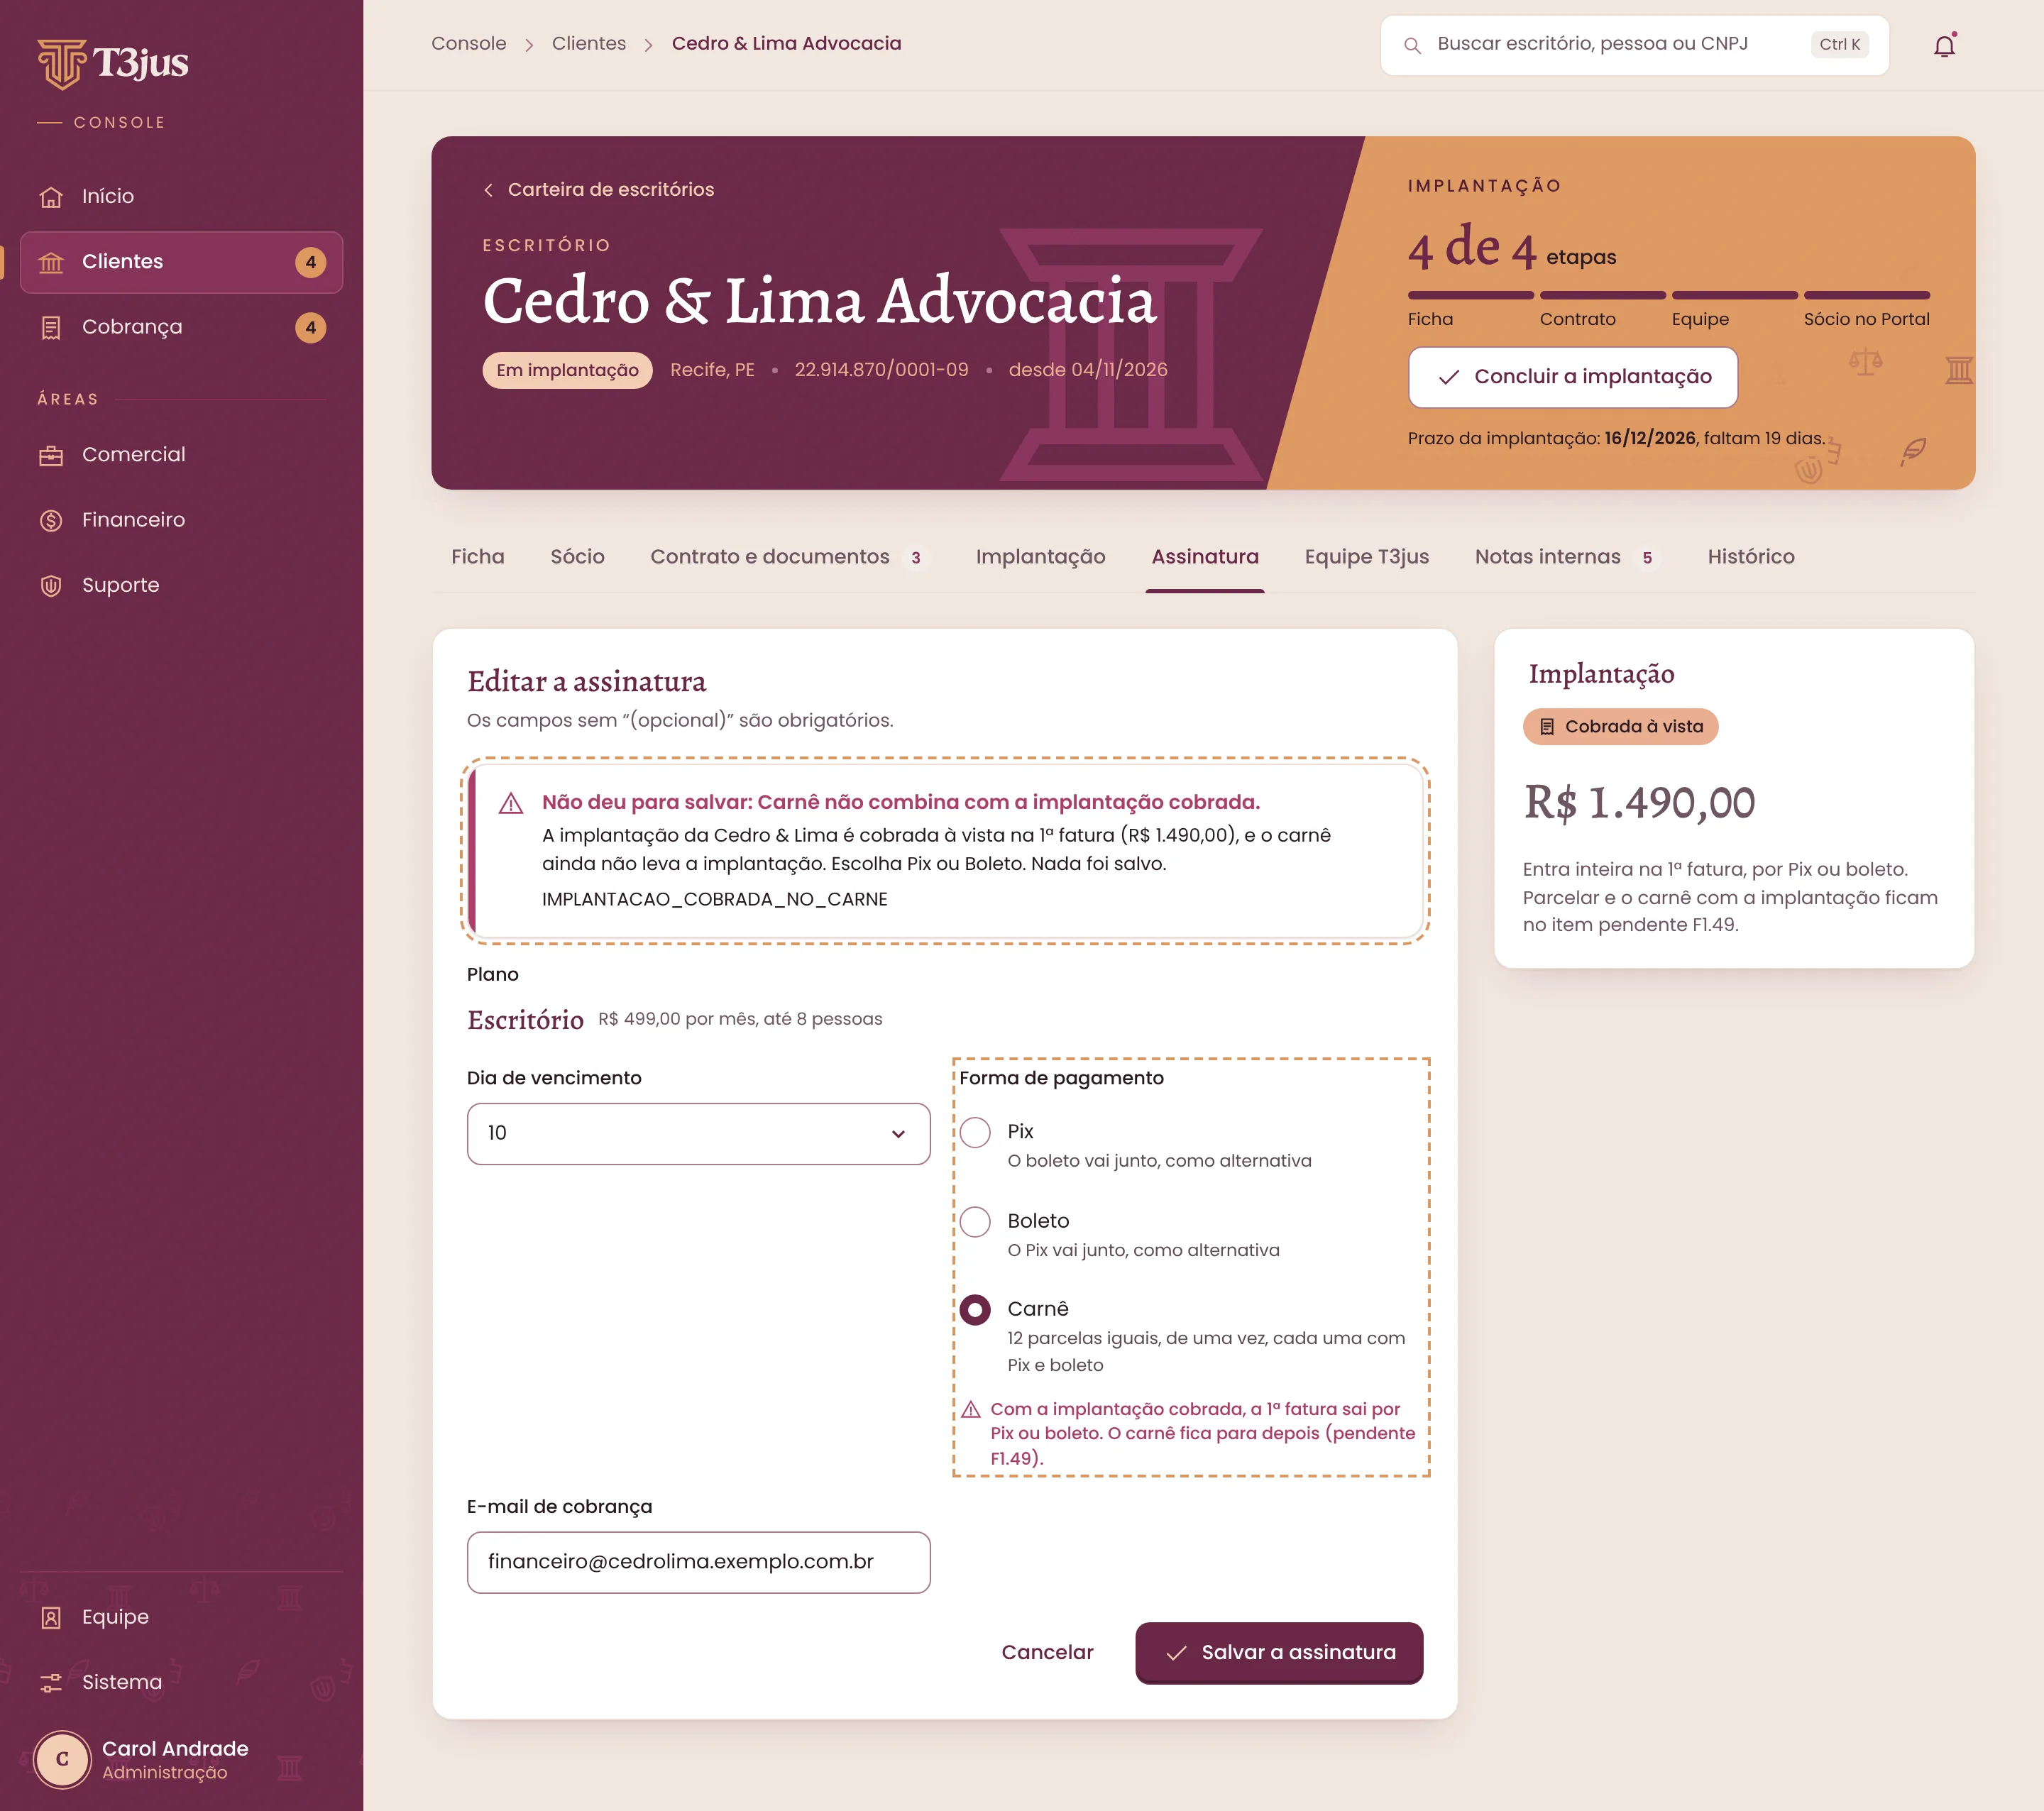 T3jus
CONSOLE
Início
Clientes 4
Cobrança 4
ÁREAS
Comercial
Financeiro
Suporte
Equipe
Sistema
C
Carol Andrade
Administração
Console > Clientes > Cedro & Lima Advocacia
Buscar escritório, pessoa ou CNPJ Ctrl K
Carteira de escritórios
ESCRITÓRIO
Cedro & Lima Advocacia
Em implantação Recife, PE • 22.914.870/0001-09 • desde 04/11/2026
IMPLANTAÇÃO
4 de 4 etapas
Ficha Contrato Equipe Sócio no Portal
Concluir a implantação
Prazo da implantação: 16/12/2026, faltam 19 dias.
Ficha Sócio Contrato e documentos 3 Implantação Assinatura Equipe T3jus Notas internas 5 Histórico
Editar a assinatura
Os campos sem “(opcional)” são obrigatórios.
Não deu para salvar: Carnê não combina com a implantação cobrada.
A implantação da Cedro & Lima é cobrada à vista na 1ª fatura (R$ 1.490,00), e o carnê
ainda não leva a implantação. Escolha Pix ou Boleto. Nada foi salvo.
IMPLANTACAO_COBRADA_NO_CARNE
Plano
Escritório R$ 499,00 por mês, até 8 pessoas
Dia de vencimento
10
Forma de pagamento
Pix
O boleto vai junto, como alternativa
Boleto
O Pix vai junto, como alternativa
Carnê
12 parcelas iguais, de uma vez, cada uma com
Pix e boleto
Com a implantação cobrada, a 1ª fatura sai por
Pix ou boleto. O carnê fica para depois (pendente
F1.49).
E-mail de cobrança
financeiro@cedrolima.exemplo.com.br
Cancelar
Salvar a assinatura
Implantação
Cobrada à vista
R$ 1.490,00
Entra inteira na 1ª fatura, por Pix ou boleto.
Parcelar e o carnê com a implantação ficam
no item pendente F1.49.